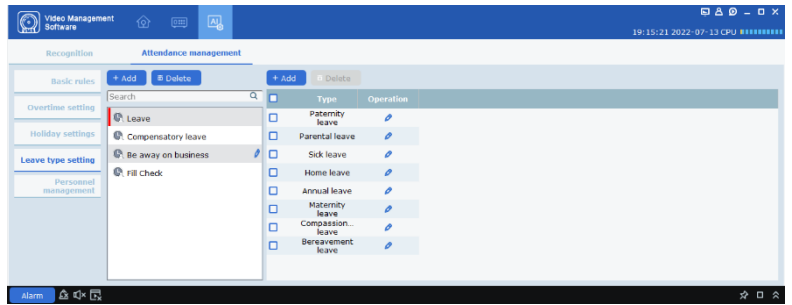 Video Management
Software
AI
19:15:21 2022-07-13 CPU
Recognition
Attendance management
Basic rules
Overtime setting
Holiday settings
Leave type setting
Personnel
management
+ Add
Delete
Search
Leave
Compensatory leave
Be away on business
Fill Check
+ Add
Delete
Type
Operation
Paternity
leave
Parental leave
Sick leave
Home leave
Annual leave
Maternity
leave
Compassion...
leave
Bereavement
leave
Alarm